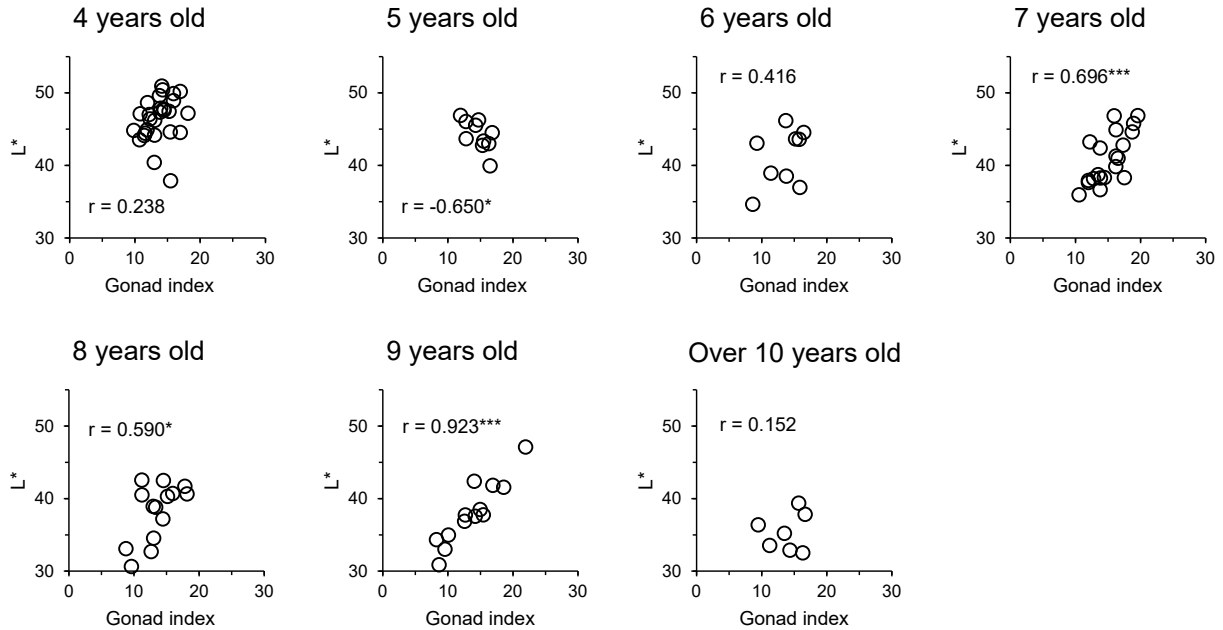 4 years old
50
40
30
L*
r = 0.238
0
10
20
30
Gonad index
5 years old
50
40
30
L*
r = -0.650*
0
10
20
30
Gonad index
6 years old
50
40
30
L*
r = 0.416
0
10
20
30
Gonad index
7 years old
50
40
30
L*
r = 0.696***
0
10
20
30
Gonad index
8 years old
50
40
30
L*
r = 0.590*
0
10
20
30
Gonad index
9 years old
50
40
30
L*
r = 0.923***
0
10
20
30
Gonad index
Over 10 years old
50
40
30
L*
r = 0.152
0
10
20
30
Gonad index